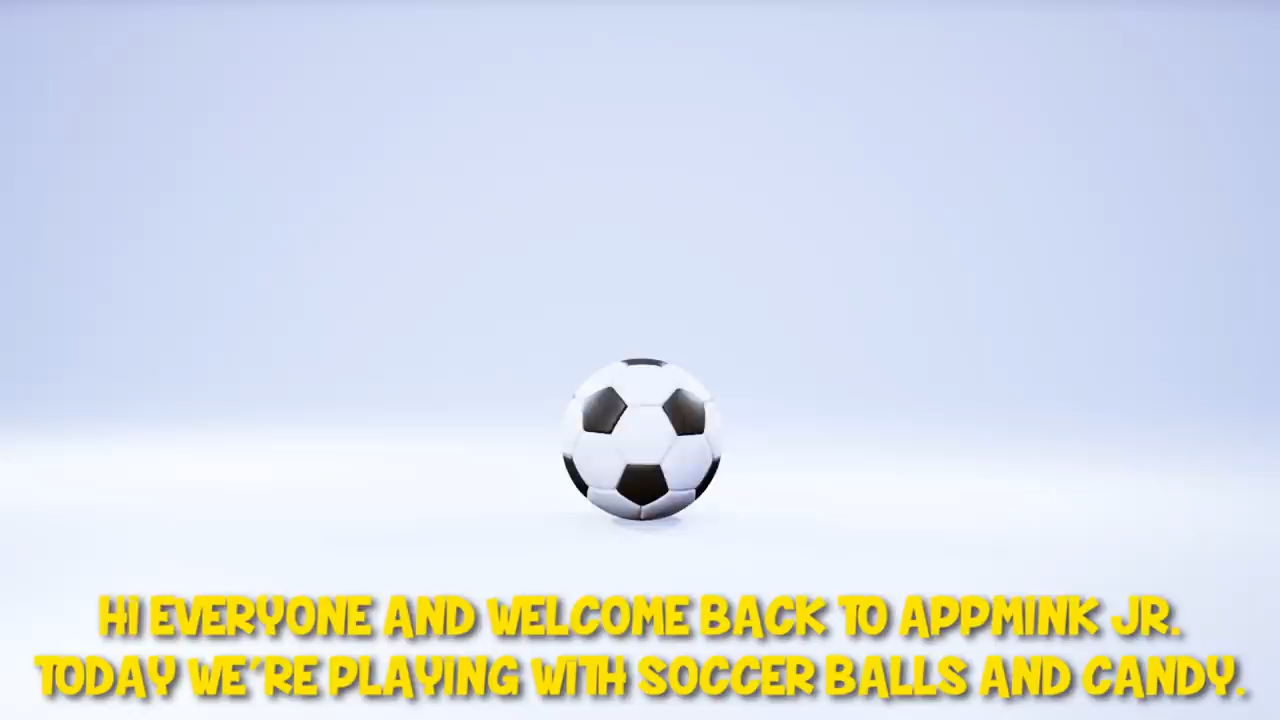 HI EVERYONE AND WELCOME BACK TO APPMINK JR.
TODAY WE'RE PLAYING WITH SOCCER BALLS AND CANDY.